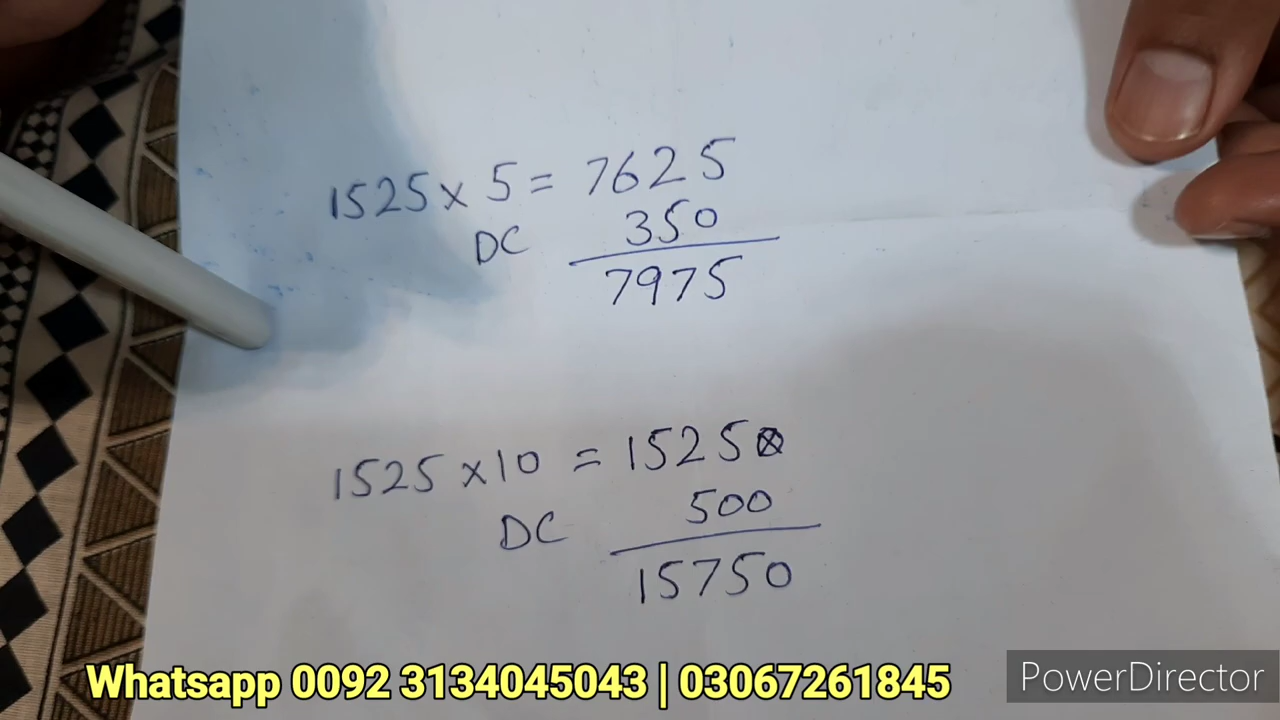 1525 x 5 = 7625
DC 350
7975
1525 x 10 = 15250
DC 500
15750
Whatsapp 0092 3134045043 | 03067261845
PowerDirector